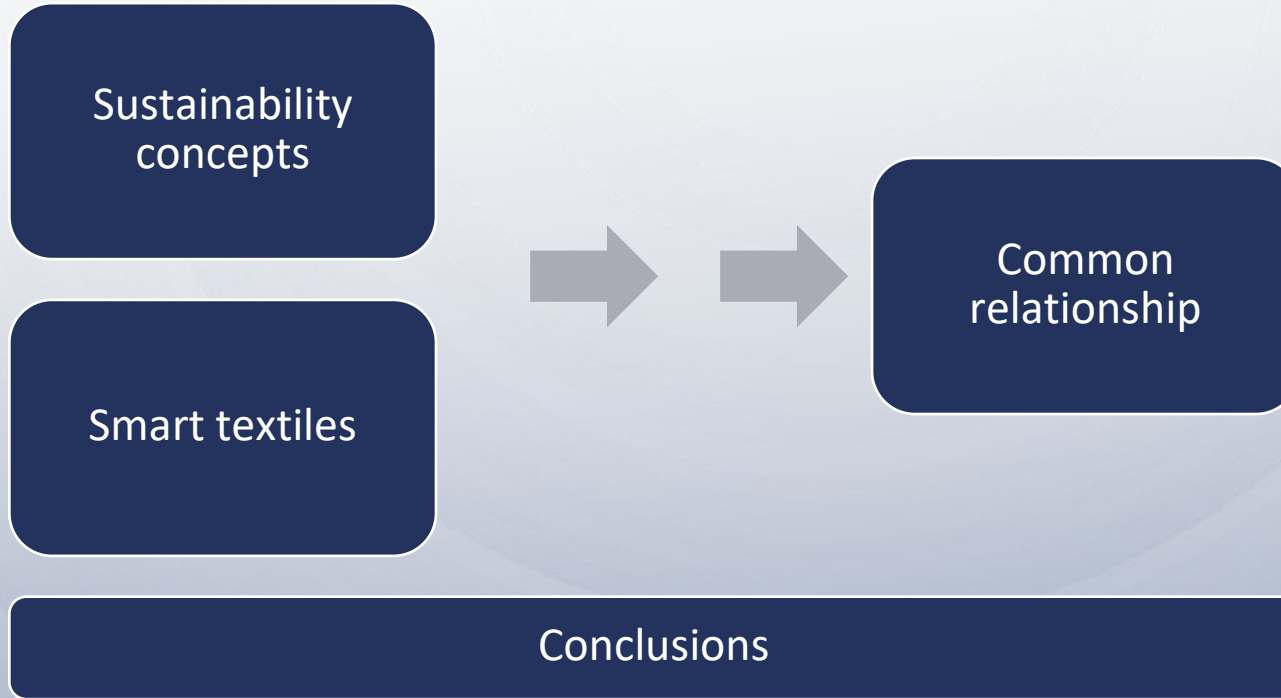 Sustainability
concepts
Smart textiles
Common
relationship
Conclusions